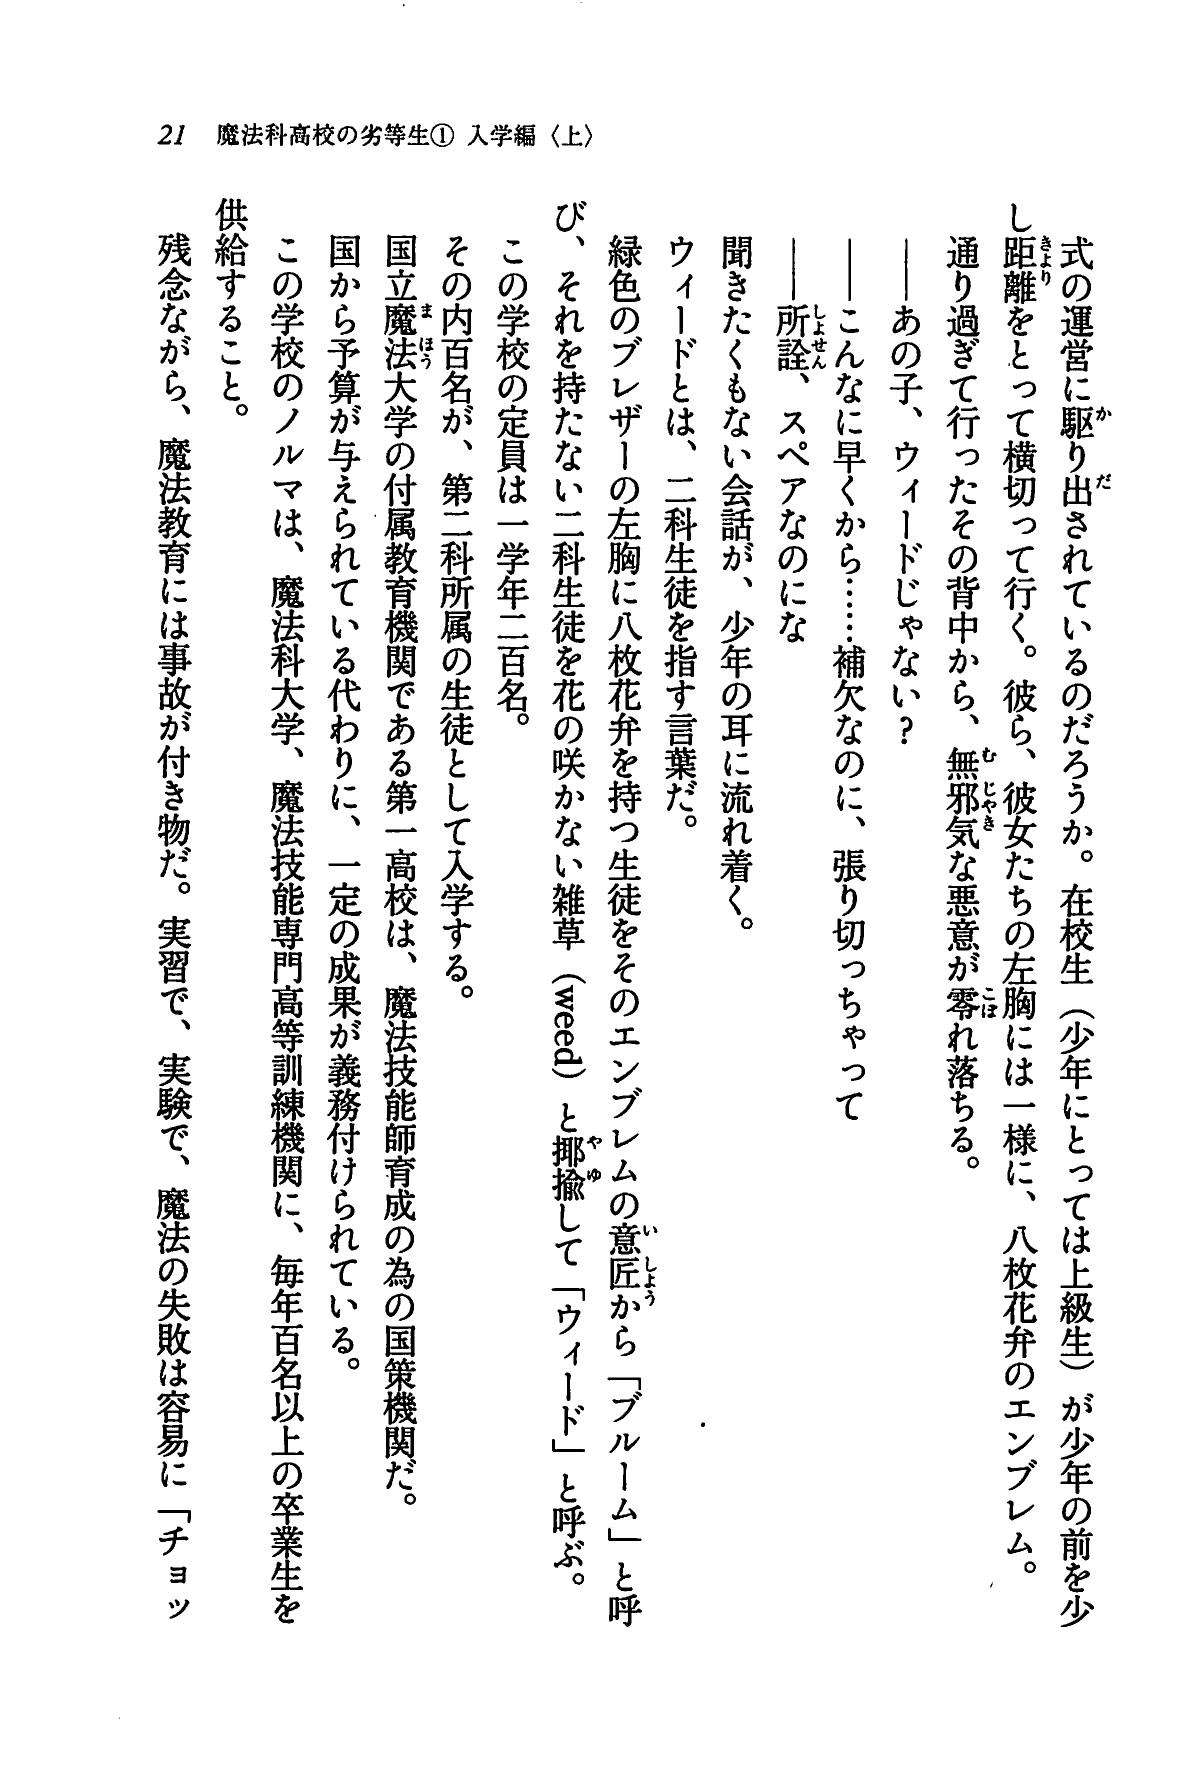 21 魔法科高校の劣等生① 入学編〈上〉
式の運営に駆り出されているのだろうか。在校生（少年にとっては上級生）が少年の前を少
し距離をとって横切って行く。彼ら、彼女たちの左胸には一様に、八枚花弁のエンブレム。
通り過ぎて行ったその背中から、無邪気な悪意が零れ落ちる。
――あの子、ウィードじゃない？
――こんなに早くから……補欠なのに、張り切っちゃって
――所詮、スペアなのにな
聞きたくもない会話が、少年の耳に流れ着く。
ウィードとは、二科生徒を指す言葉だ。
緑色のブレザーの左胸に八枚花弁を持つ生徒をそのエンブレムの意匠から「ブルーム」と呼
び、それを持たない二科生徒を花の咲かない雑草（weed）と揶揄して「ウィード」と呼ぶ。
この学校の定員は一学年二百名。
その内百名が、第二科所属の生徒として入学する。
国立魔法大学の付属教育機関である第一高校は、魔法技能師育成の為の国策機関だ。
国から予算が与えられている代わりに、一定の成果が義務付けられている。
この学校のノルマは、魔法科大学、魔法技能専門高等訓練機関に、毎年百名以上の卒業生を
供給すること。
残念ながら、魔法教育には事故が付き物だ。実習で、実験で、魔法の失敗は容易に「チョッ